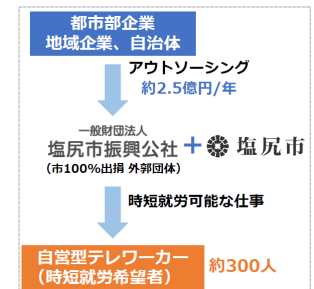 都市部企業
地域企業、自治体
アウトソーシング
約2.5億円/年
一般財団法人
塩尻市振興公社 + 塩尻市
(市100%出捐 外郭団体)
時短就労可能な仕事
自営型テレワーカー
(時短就労希望者)
約300人